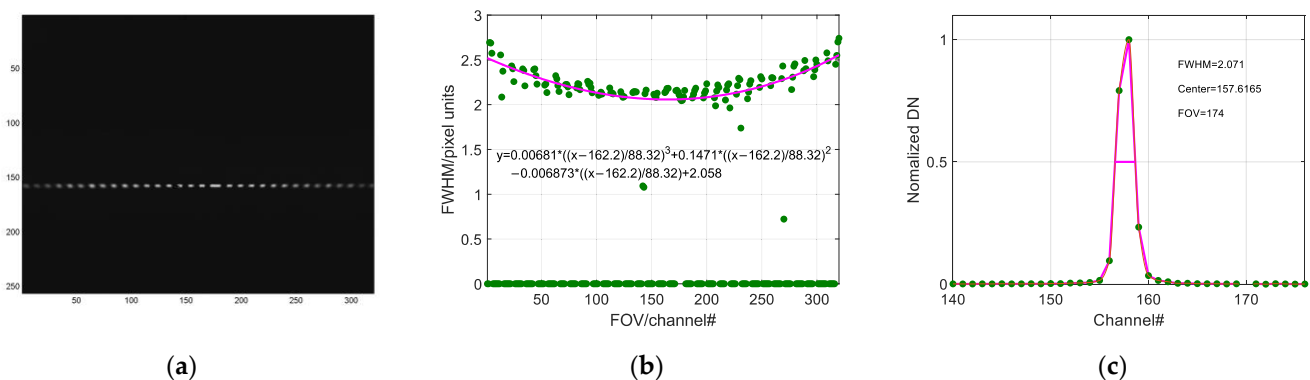 50
100
150
200
250
50 100 150 200 250 300
(a)
FWHM/pixel units
3
2.5
2
1.5
1
0.5
0
y=0.00681*((x−162.2)/88.32)^3+0.1471*((x−162.2)/88.32)^2
−0.006873*((x−162.2)/88.32)+2.058
50 100 150 200 250 300
FOV/channel#
(b)
Nomalized DN
1
0.5
0
FWHM=2.071
Center=157.6165
FOV=174
140 150 160 170
Channel#
(c)